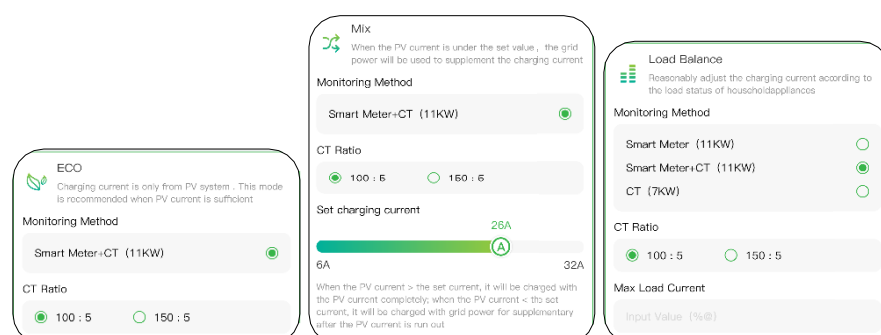 ECO
Charging current is only from PV system . This mode
is recommended when PV current is sufficient
Monitoring Method
Smart Meter+CT (11KW)
CT Ratio
100 : 5
150 : 5
Mix
When the PV current is under the set value , the grid
power will be used to supplement the charging current
Monitoring Method
Smart Meter+CT (11KW)
CT Ratio
100 : 5
150 : 5
Set charging current
26A
A
6A
32A
When the PV current > the set current, it will be charged with
the PV current completely; when the PV current < the set
current, it will be charged with grid power for supplementary
after the PV current is run out
Load Balance
Reasonably adjust the charging current according to
the load status of househoidappliances
Monitoring Method
Smart Meter (11KW)
Smart Meter+CT (11KW)
CT (7KW)
CT Ratio
100 : 5
150 : 5
Max Load Current
Input Value (%@)